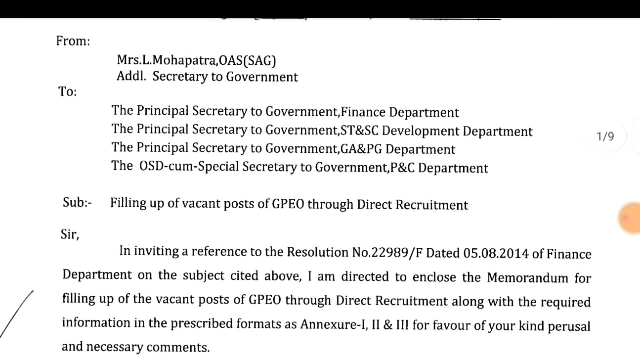 From:
Mrs.L.Mohapatra,OAS(SAG)
Addl. Secretary to Government
To:
The Principal Secretary to Government,Finance Department
The Principal Secretary to Government,ST&SC Development Department
1/9
The Principal Secretary to Government,GA&PG Department
The OSD-cum-Special Secretary to Government,P&C Department
Sub:- Filling up of vacant posts of GPEO through Direct Recruitment
Sir,
In inviting a reference to the Resolution No.22989/F Dated 05.08.2014 of Finance
Department on the subject cited above, I am directed to enclose the Memorandum for
filling up of the vacant posts of GPEO through Direct Recruitment along with the required
information in the prescribed formats as Annexure-I, II & III for favour of your kind perusal
and necessary comments.